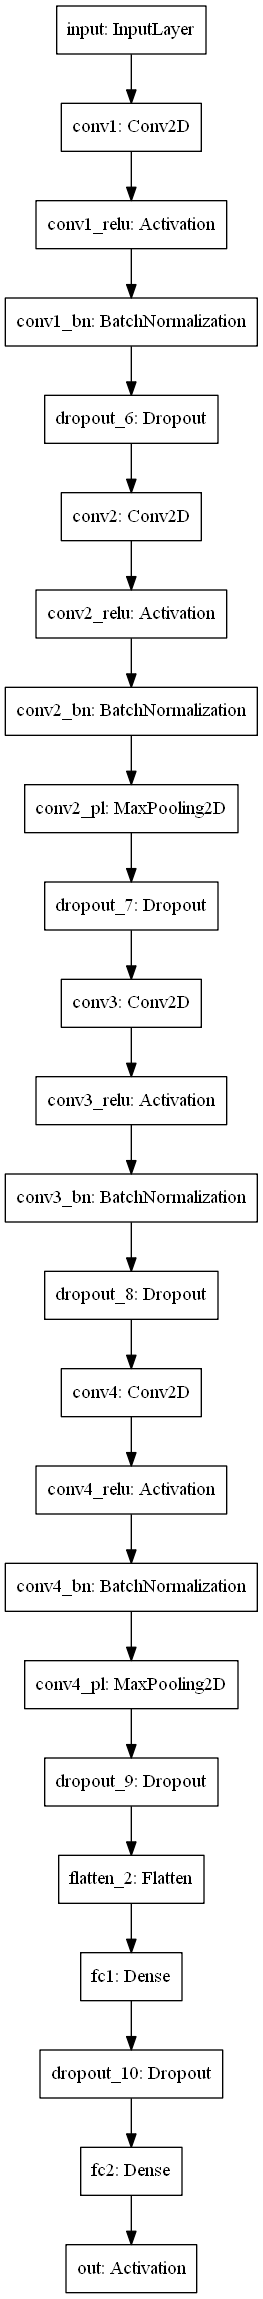 input: InputLayer
conv1: Conv2D
conv1_relu: Activation
conv1_bn: BatchNormalization
dropout_6: Dropout
conv2: Conv2D
conv2_relu: Activation
conv2_bn: BatchNormalization
conv2_pl: MaxPooling2D
dropout_7: Dropout
conv3: Conv2D
conv3_relu: Activation
conv3_bn: BatchNormalization
dropout_8: Dropout
conv4: Conv2D
conv4_relu: Activation
conv4_bn: BatchNormalization
conv4_pl: MaxPooling2D
dropout_9: Dropout
flatten_2: Flatten
fc1: Dense
dropout_10: Dropout
fc2: Dense
out: Activation